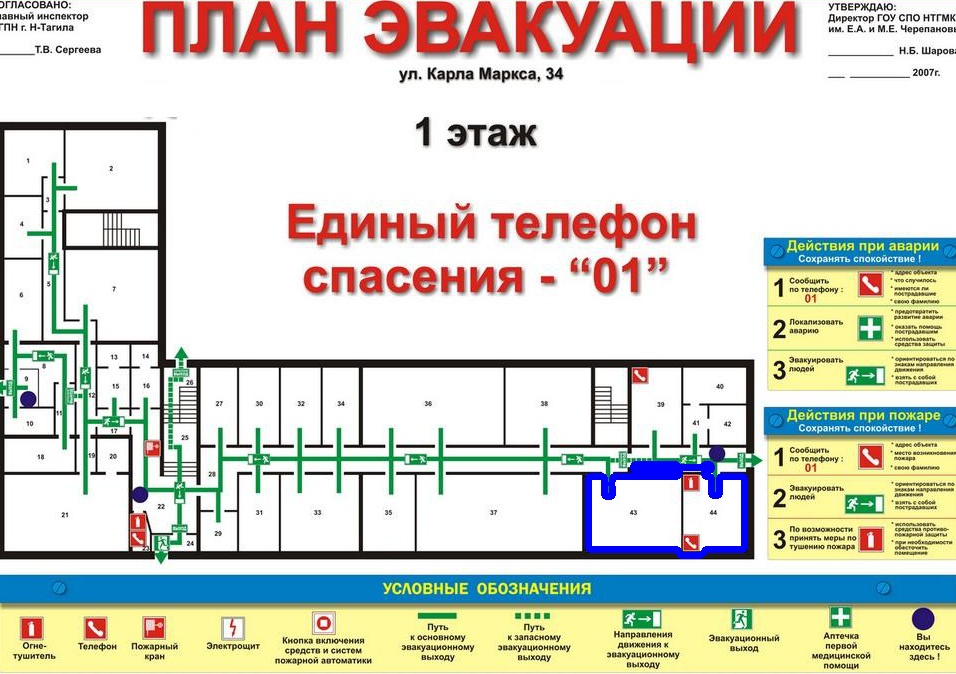 ОГЛАСОВАНО:
лавный инспектор
ГПН г. Н-Тагила
Т.В. Сергеева
ПЛАН ЭВАКУАЦИИ
ул. Карла Маркса, 34
УТВЕРЖДАЮ:
Директор ГОУ СПО НТГМК
им. Е.А. и М.Е. Черепановы
Н.Б. Шарова
2007г.
1 этаж
Единый телефон
спасения - “01”
1
2
3
4
5
6
7
8
9
10
11
12
13
14
15
16
17
18
19
20
21
22
23
24
25
26
27
28
29
30
31
32
33
34
35
36
37
38
39
40
41
42
43
44
Действия при аварии
Сохранять спокойствие !
1 Сообщить
по телефону :
01
* адрес объекта
* что случилось
* имеются ли
пострадавшие
* свою фамилию
2 Локализовать
аварию
* предотвратить
развитие аварии
* оказать помощь
пострадавшим
* использовать
средства защиты
3 Эвакуировать
людей
* ориентироваться по
знакам направления
движения
* взять с собой
пострадавших
Действия при пожаре
Сохранять спокойствие !
1 Сообщить
по телефону :
01
* адрес объекта
* место возникновения
пожара
* свою фамилию
2 Эвакуировать
людей
* ориентироваться по
знакам направления
движения
* взять с собой
пострадавших
3 По возможности
принять меры по
тушению пожара
* использовать
средства противо-
пожарной защиты
* при необходимости
обесточить
помещение
УСЛОВНЫЕ ОБОЗНАЧЕНИЯ
Огне-
тушитель
Телефон
Пожарный
кран
Электрощит
Кнопка включения
средств и систем
пожарной автоматики
Путь
к основному
эвакуационному
выходу
Путь
к запасному
эвакуационному
выходу
Направления
движения к
эвакуационному
выходу
Эвакуационный
выход
Аптечка
первой
медицинской
помощи
Вы
находитесь
здесь !